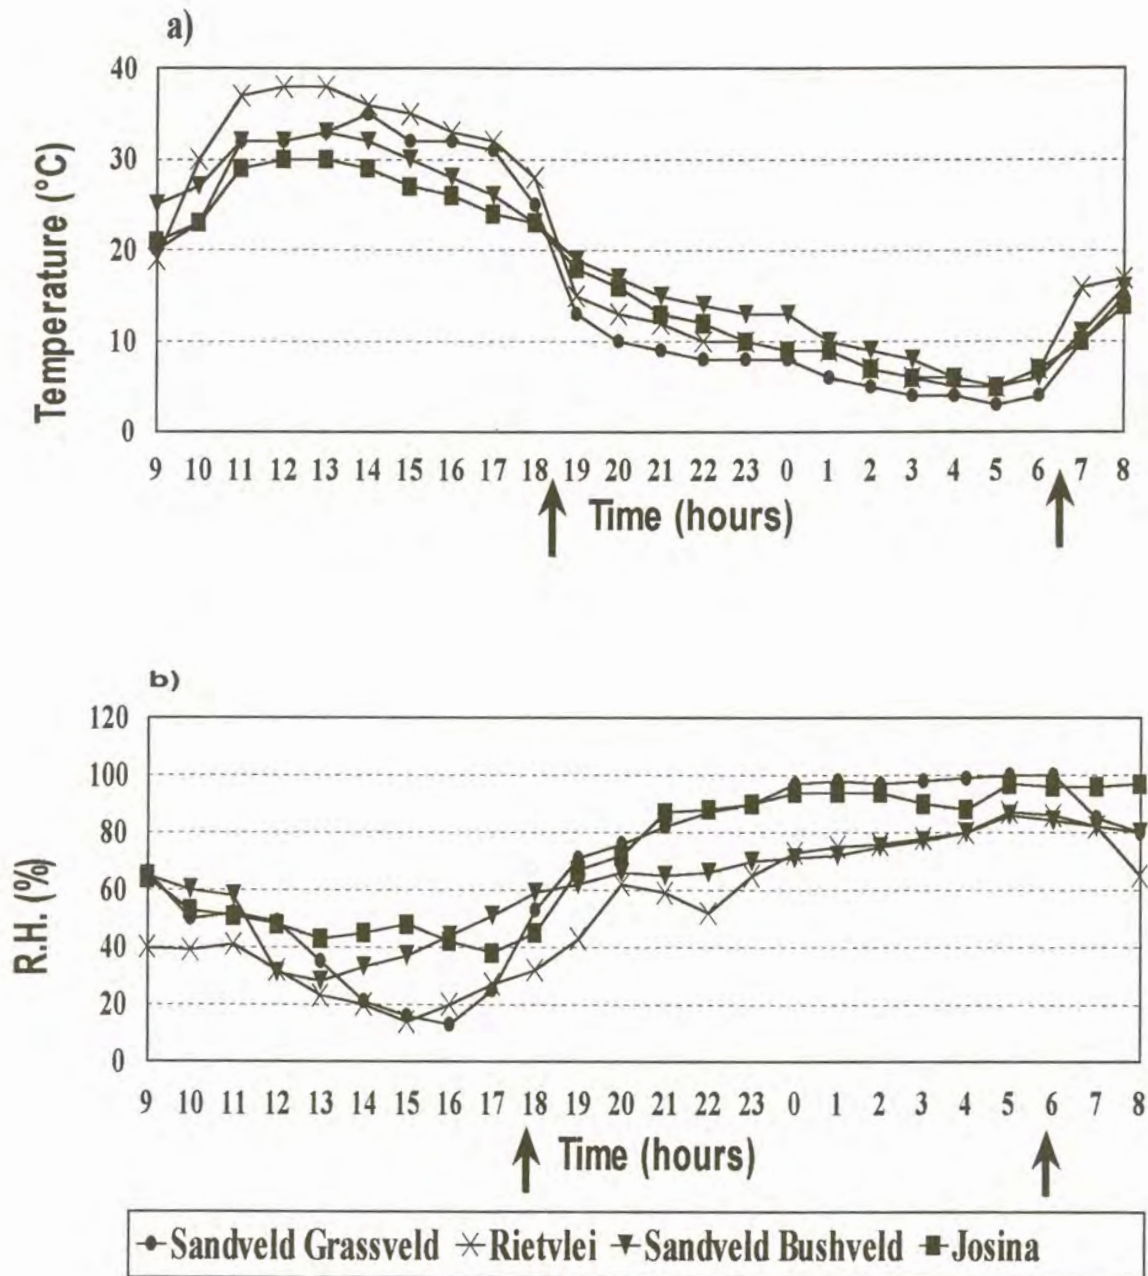 a)
40
30
20
10
0
Temperature (°C)
9 10 11 12 13 14 15 16 17 18 19 20 21 22 23 0 1 2 3 4 5 6 7 8
Time (hours)
b)
120
100
80
60
40
20
0
R.H. (%)
9 10 11 12 13 14 15 16 17 18 19 20 21 22 23 0 1 2 3 4 5 6 7 8
Time (hours)
Sandveld Grassveld Rietvlei Sandveld Bushveld Josina